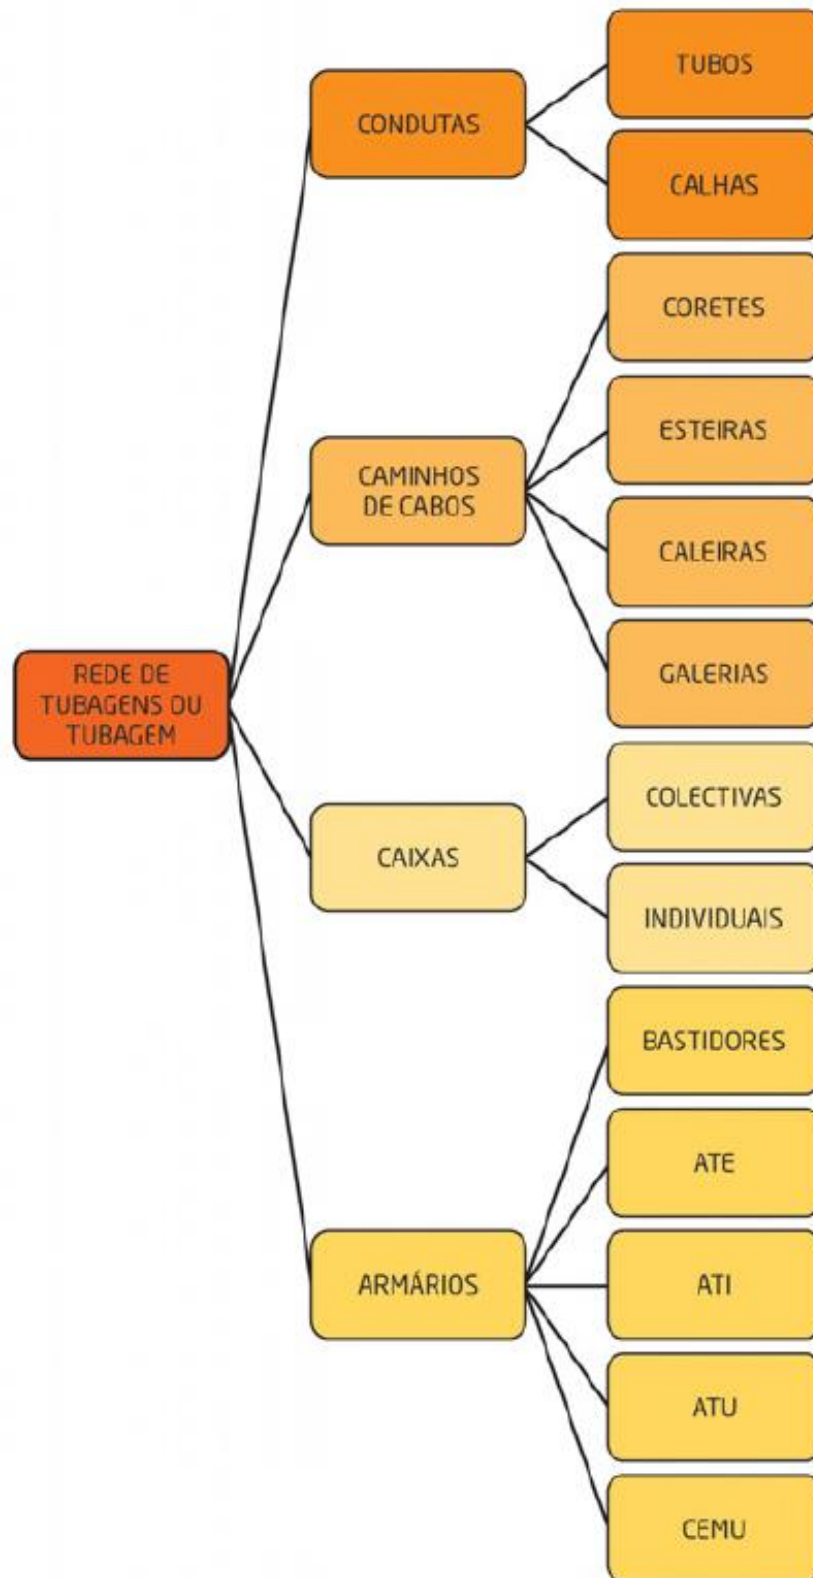 TUBOS
CONDUTAS
CALHAS
CORETES
ESTEIRAS
CAMINHOS
DE CABOS
CALEIRAS
GALERIAS
REDE DE
TUBAGENS OU
TUBAGEM
COLECTIVAS
CAIXAS
INDIVIDUAIS
BASTIDORES
ATE
ARMÁRIOS
ATI
ATU
CEMU